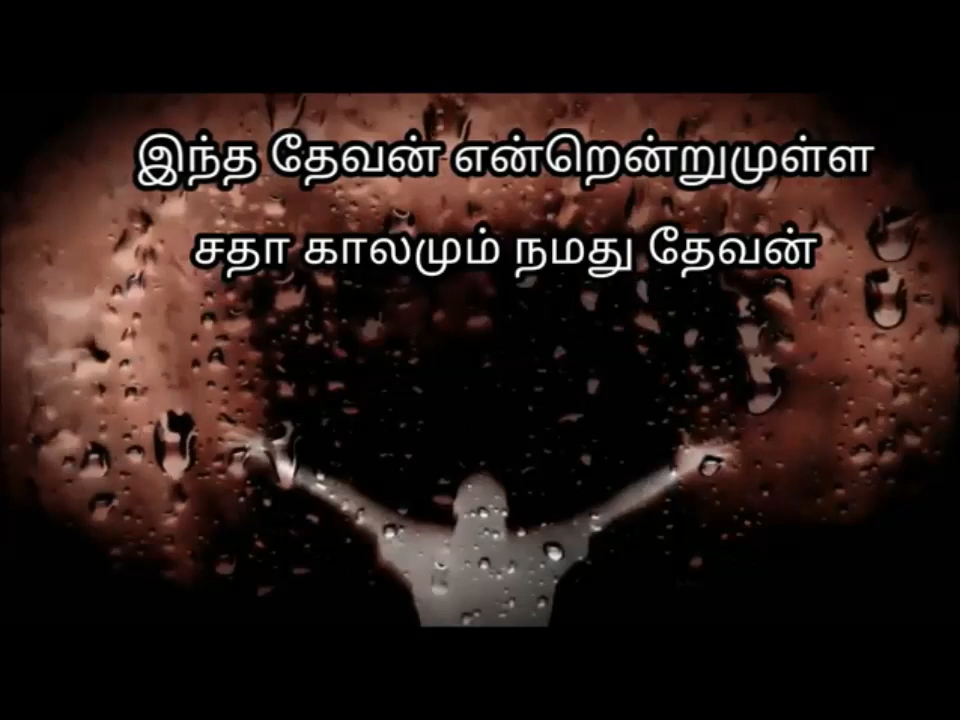 இந்த தேவன் என்றென்றுமுள்ள
சதா காலமும் நமது தேவன்